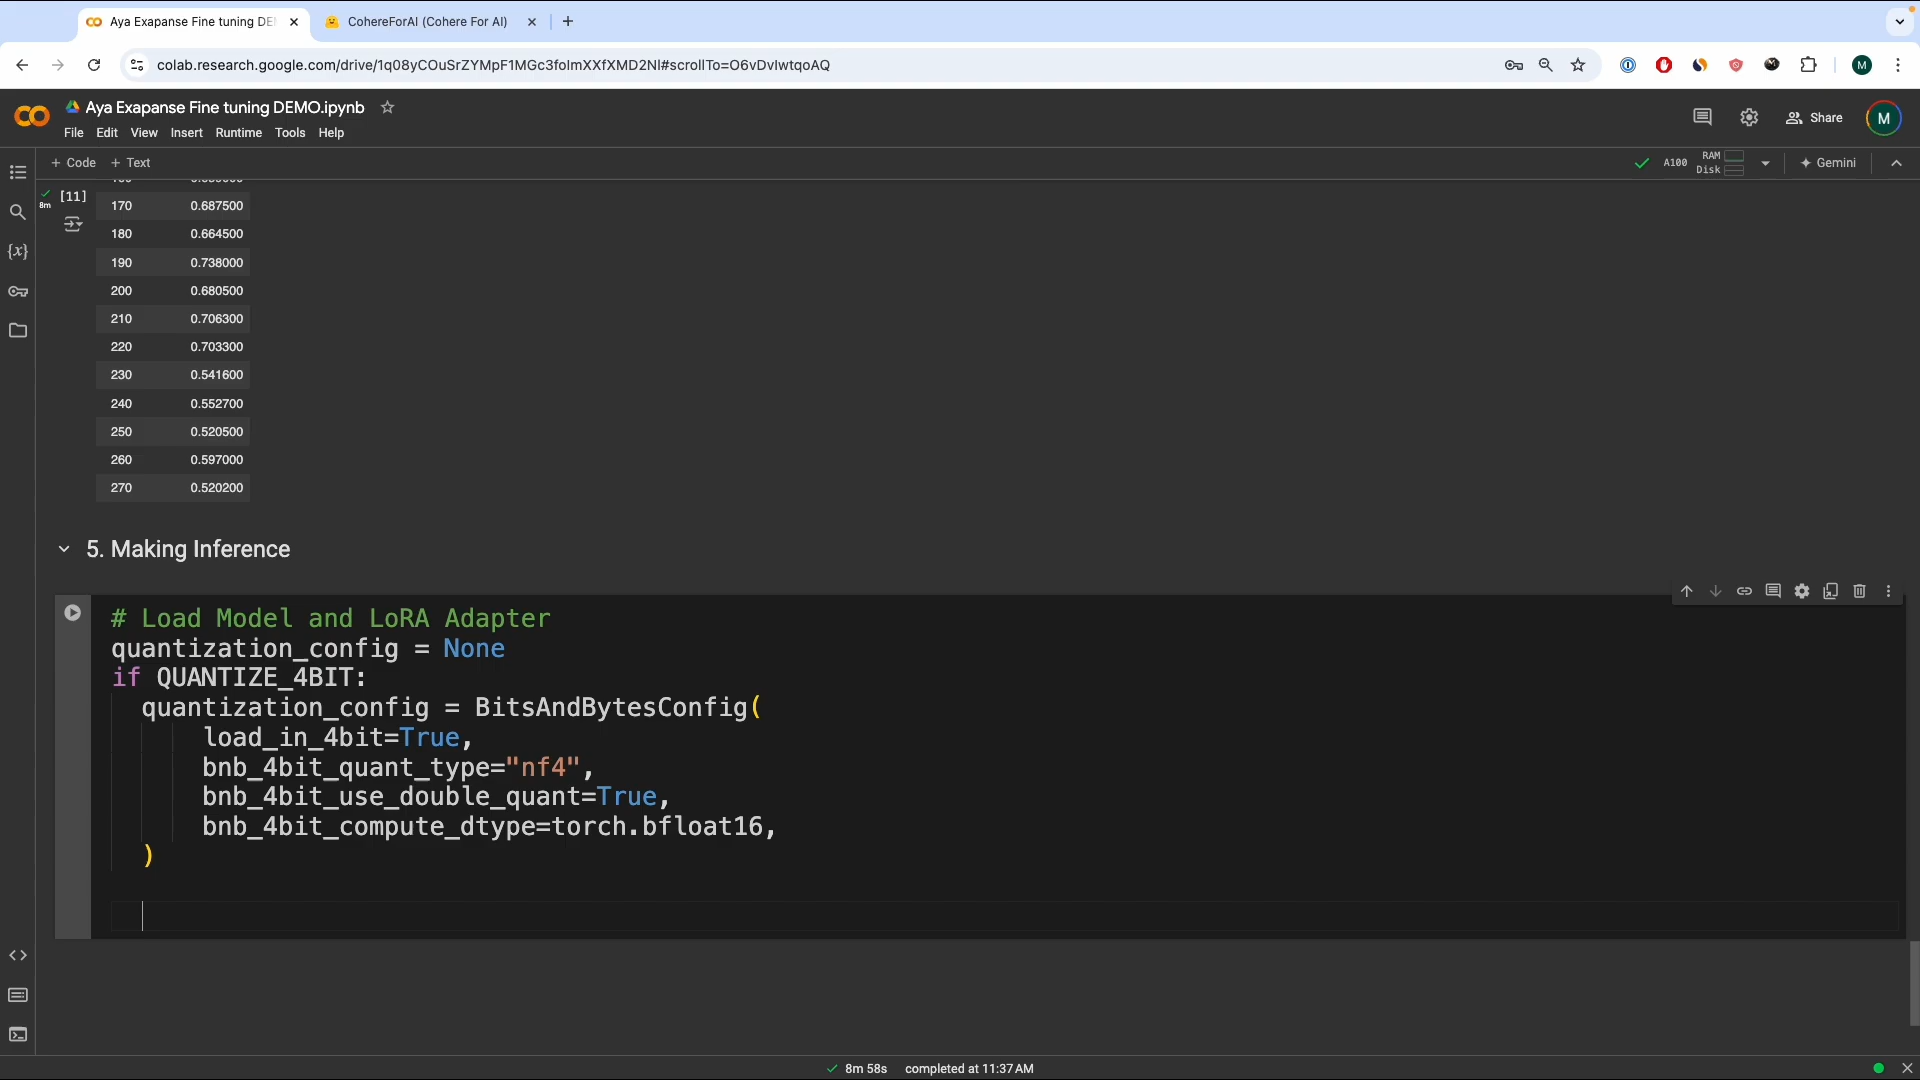 Aya Exapanse Fine tuning DE
CohereForAI (Cohere For AI)
colab.research.google.com/drive/1q08yCOuSrZYMpF1MGc3foImXXfXMD2NI#scrollTo=O6vDvIwtqoAQ
M
Aya Exapanse Fine tuning DEMO.ipynb
File Edit View Insert Runtime Tools Help
Share
M
+ Code + Text
A100
RAM
Disk
Gemini
[11]
8m
170 0.687500
180 0.664500
190 0.738000
200 0.680500
210 0.706300
220 0.703300
230 0.541600
240 0.552700
250 0.520500
260 0.597000
270 0.520200
5. Making Inference
# Load Model and LoRA Adapter
quantization_config = None
if QUANTIZE_4BIT:
quantization_config = BitsAndBytesConfig(
load_in_4bit=True,
bnb_4bit_quant_type="nf4",
bnb_4bit_use_double_quant=True,
bnb_4bit_compute_dtype=torch.bfloat16,
)
8m 58s completed at 11:37 AM